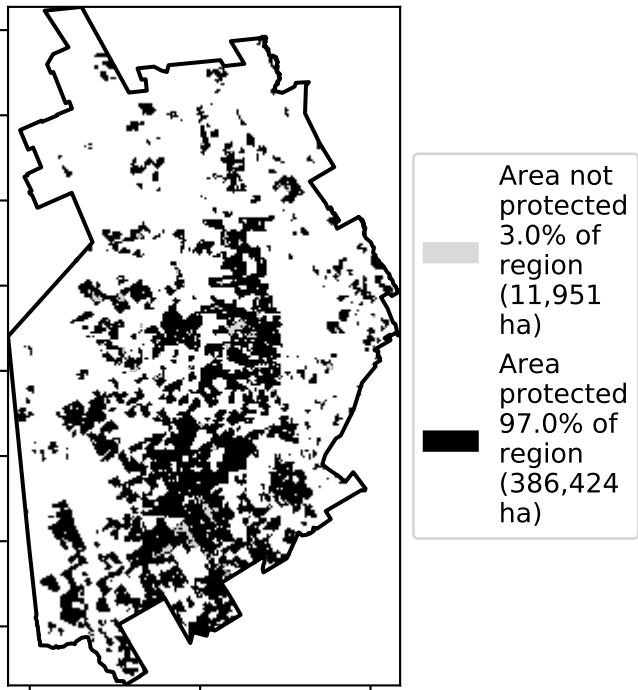 Area not
protected
3.0% of
region
(11,951
ha)
Area
protected
97.0% of
region
(386,424
ha)